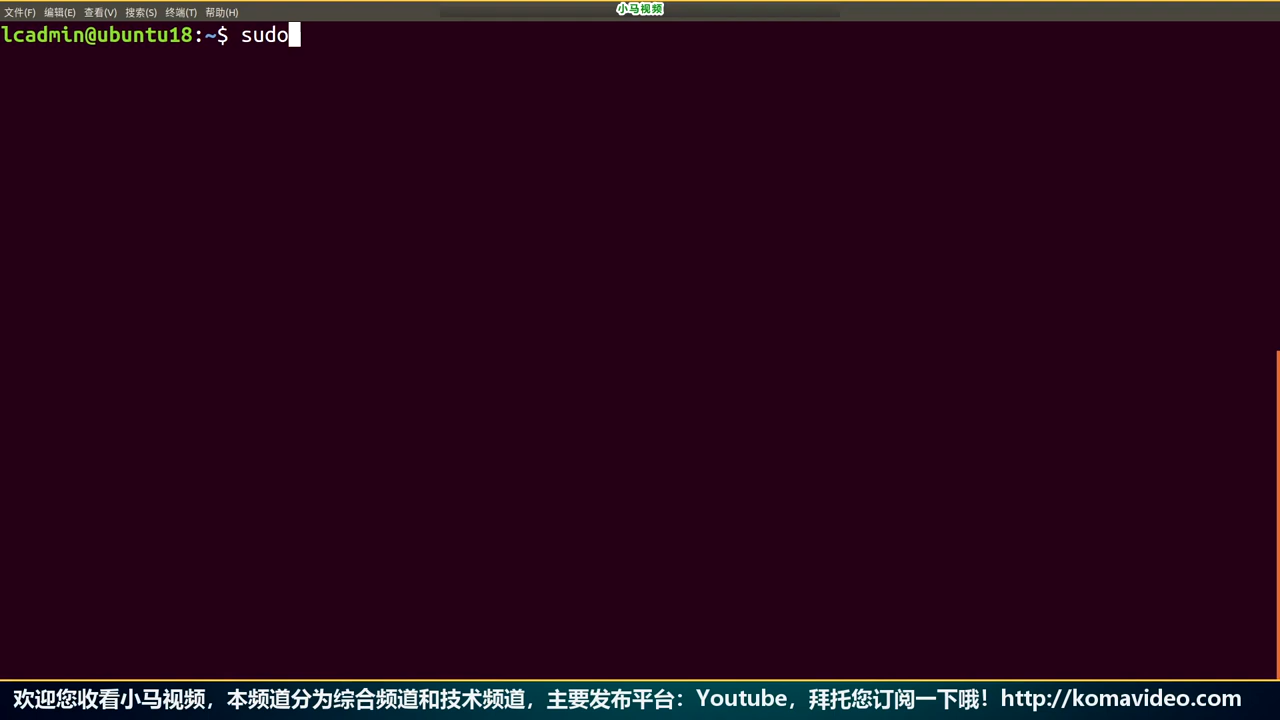 小马视频
文件(F) 编辑(E) 查看(V) 搜索(S) 终端(T) 帮助(H)
lcadmin@ubuntu18:~$ sudo
欢迎您收看小马视频，本频道分为综合频道和技术频道，主要发布平台：Youtube，拜托您订阅一下哦！http://komavideo.com